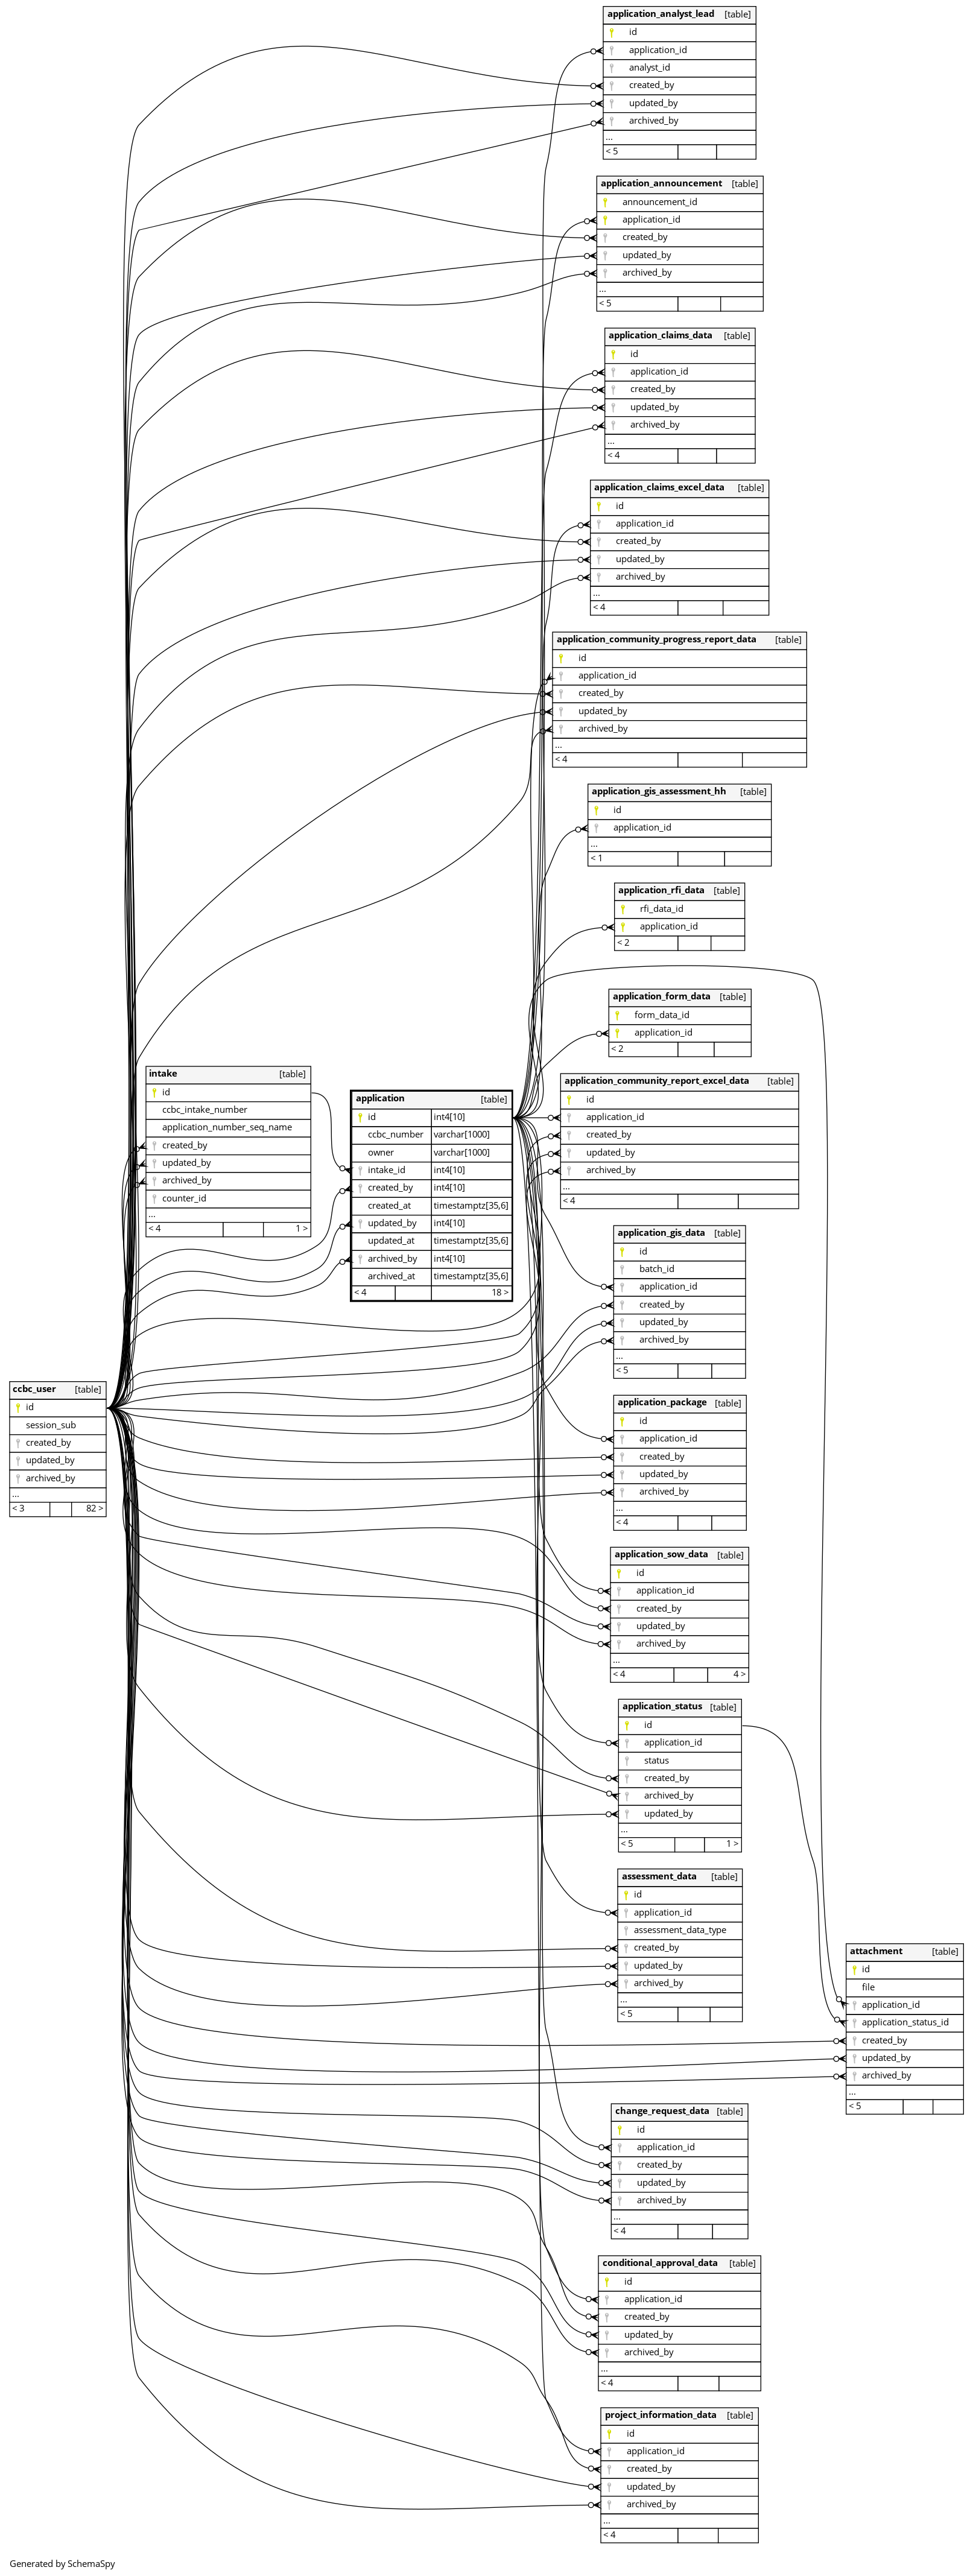 application_analyst_lead [table]
id
application_id
analyst_id
created_by
updated_by
archived_by
...
< 5
application_announcement [table]
announcement_id
application_id
created_by
updated_by
archived_by
...
< 5
application_claims_data [table]
id
application_id
created_by
updated_by
archived_by
...
< 4
application_claims_excel_data [table]
id
application_id
created_by
updated_by
archived_by
...
< 4
application_community_progress_report_data [table]
id
application_id
created_by
updated_by
archived_by
...
< 4
application_gis_assessment_hh [table]
id
application_id
...
< 1
application_rfi_data [table]
rfi_data_id
application_id
< 2
application_form_data [table]
form_data_id
application_id
< 2
intake [table]
id
ccbc_intake_number
application_number_seq_name
created_by
updated_by
archived_by
counter_id
...
< 4 1 >
application [table]
id int4[10]
ccbc_number varchar[1000]
owner varchar[1000]
intake_id int4[10]
created_by int4[10]
created_at timestamptz[35,6]
updated_by int4[10]
updated_at timestamptz[35,6]
archived_by int4[10]
archived_at timestamptz[35,6]
< 4 18 >
application_community_report_excel_data [table]
id
application_id
created_by
updated_by
archived_by
...
< 4
application_gis_data [table]
id
batch_id
application_id
created_by
updated_by
archived_by
...
< 5
ccbc_user [table]
id
session_sub
created_by
updated_by
archived_by
...
< 3 82 >
application_package [table]
id
application_id
created_by
updated_by
archived_by
...
< 4
application_sow_data [table]
id
application_id
created_by
updated_by
archived_by
...
< 4 4 >
application_status [table]
id
application_id
status
created_by
archived_by
updated_by
...
< 5 1 >
assessment_data [table]
id
application_id
assessment_data_type
created_by
updated_by
archived_by
...
< 5
attachment [table]
id
file
application_id
application_status_id
created_by
updated_by
archived_by
...
< 5
change_request_data [table]
id
application_id
created_by
updated_by
archived_by
...
< 4
conditional_approval_data [table]
id
application_id
created_by
updated_by
archived_by
...
< 4
project_information_data [table]
id
application_id
created_by
updated_by
archived_by
...
< 4
Generated by SchemaSpy